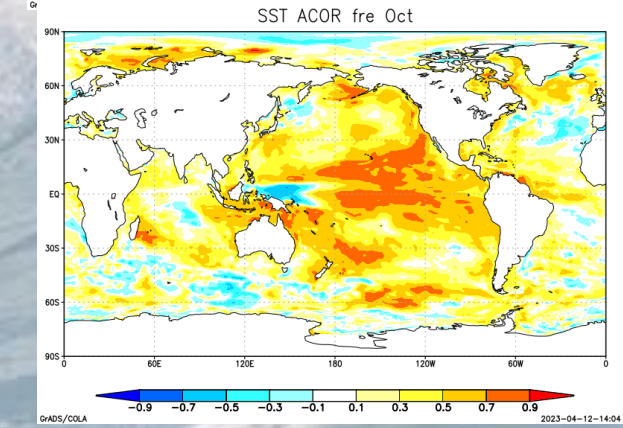 Gr
SST ACOR fre Oct
90N
60N
30N
EQ
30S
60S
90S
0 60E 120E 180 120W 60W 0
-0.9 -0.7 -0.5 -0.3 -0.1 0.1 0.3 0.5 0.7 0.9
GrADS/COLA 2023-04-12-14:04